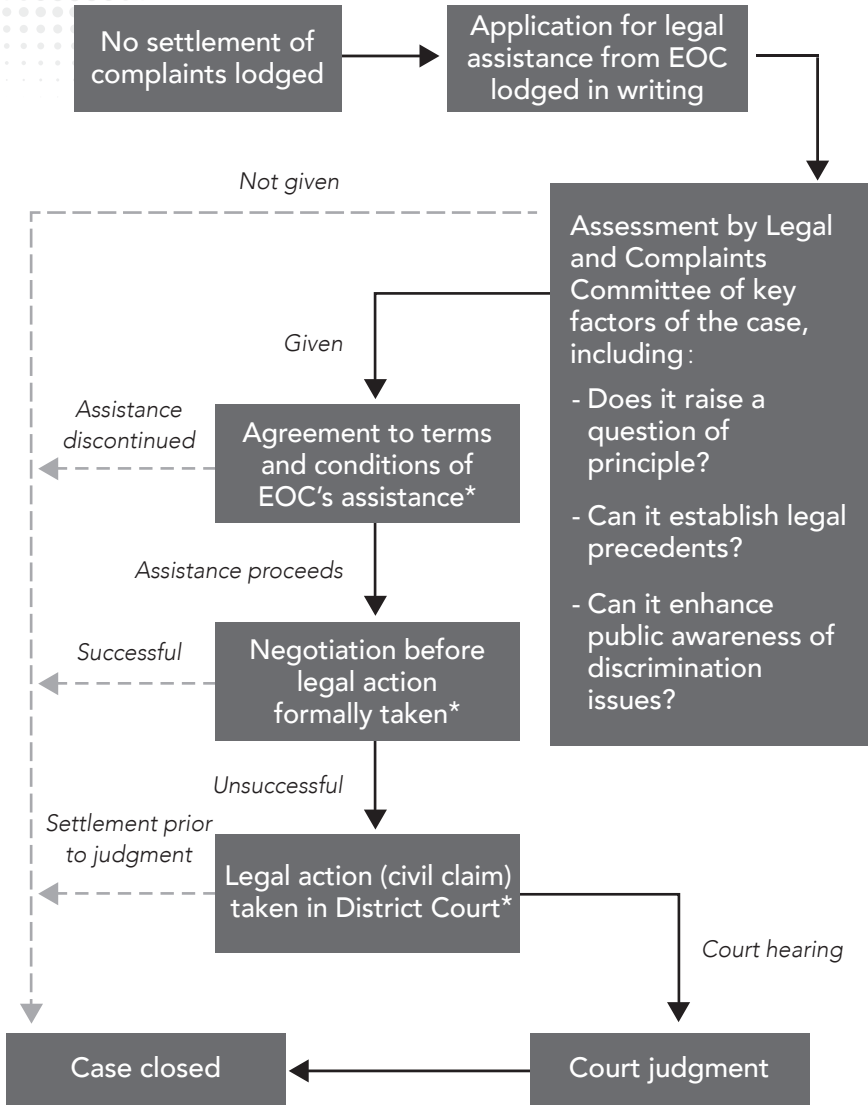 No settlement of
complaints lodged
Application for legal
assistance from EOC
lodged in writing
Not given
Assessment by Legal
and Complaints
Committee of key
factors of the case,
including :
- Does it raise a
question of
principle?
- Can it establish legal
precedents?
- Can it enhance
public awareness of
discrimination
issues?
Given
Assistance
discontinued
Agreement to terms
and conditions of
EOC’s assistance*
Assistance proceeds
Successful
Negotiation before
legal action
formally taken*
Unsuccessful
Settlement prior
to judgment
Legal action (civil claim)
taken in District Court*
Court hearing
Case closed
Court judgment